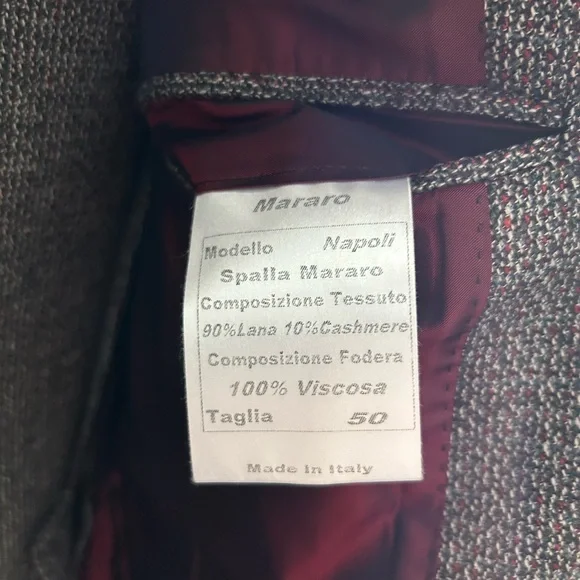 Mararo
Modello Napoli
Spalla Mararo
Composizione Tessuto
90%Lana 10%Cashmere
Composizione Fodera
100% Viscosa
Taglia 50
Made in Italy